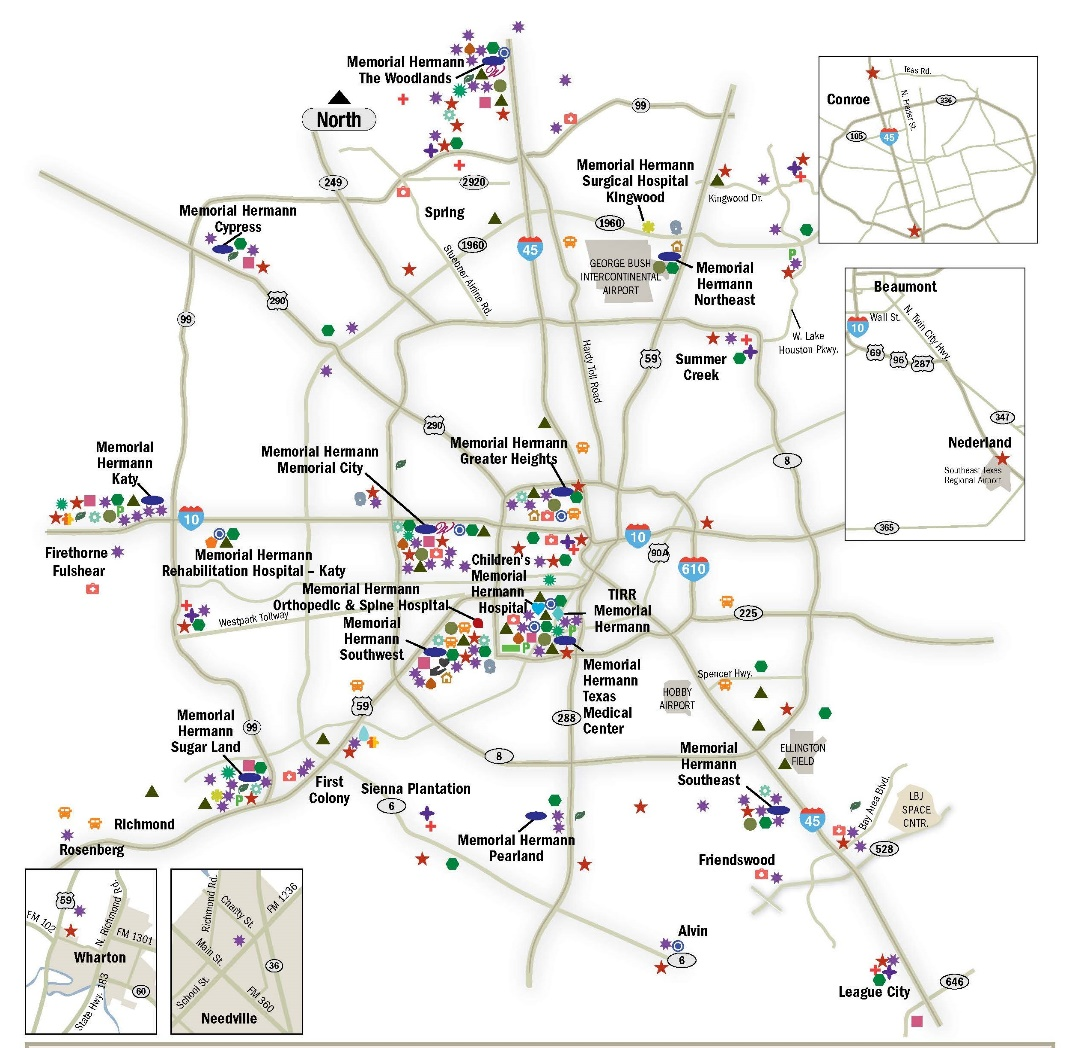 Memorial Hermann
The Woodlands
North
99
249
2920
Spring
1960
1960
45
Stuebner Airline Rd.
Memorial Hermann
Surgical Hospital
Kingwood
Kingwood Dr.
GEORGE BUSH
INTERCONTINENTAL
AIRPORT
Memorial
Hermann
Northeast
Memorial Hermann
Cypress
290
99
W. Lake
Houston Pkwy.
Hardy Toll Road
59
Summer
Creek
Teas Rd.
Conroe
336
105
45
Beaumont
Wall St.
N. Twin City Hwy.
10
69
96
287
347
Nederland
Southeast Texas
Regional Airport
365
290
8
Memorial Hermann
Greater Heights
Memorial Hermann
Memorial City
Memorial
Hermann
Katy
P
10
Firethorne
Fulshear
Memorial Hermann
Rehabilitation Hospital – Katy
10
90A
610
Children's
Memorial
Hermann
Hospital
Memorial Hermann
Orthopedic & Spine Hospital
TIRR
Memorial
Hermann
225
Westpark Tollway
Memorial
Hermann
Southwest
P
P
P
Memorial
Hermann
Texas
Medical
Center
Spencer Hwy.
HOBBY
AIRPORT
59
288
99
8
Memorial
Hermann
Sugar Land
P
First
Colony
Sienna Plantation
6
ELLINGTON
FIELD
Memorial
Hermann
Southeast
45
Bay Area Blvd.
LBJ
SPACE
CNTR.
528
Richmond
Rosenberg
Memorial Hermann
Pearland
Friendswood
59
FM 102
N. Richmond Rd.
FM 1301
Wharton
State Hwy. 183
60
Richmond Rd.
Charity St.
FM 1236
Main St.
36
School St.
FM 360
Needville
Alvin
6
League City
646